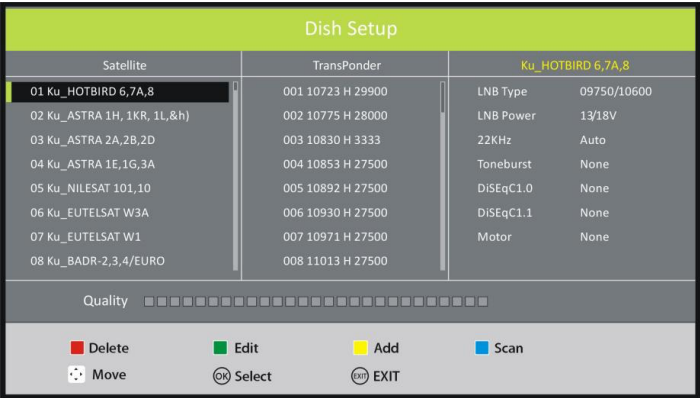 Dish Setup
Satellite TransPonder Ku_HOTBIRD 6,7A,8
01 Ku_HOTBIRD 6,7A,8 001 10723 H 29900 LNB Type 09750/10600
02 Ku_ASTRA 1H, 1KR, 1L,&h) 002 10775 H 28000 LNB Power 13/18V
03 Ku_ASTRA 2A,2B,2D 003 10830 H 3333 22KHz Auto
04 Ku_ASTRA 1E,1G,3A 004 10853 H 27500 Toneburst None
05 Ku_NILESAT 101,10 005 10892 H 27500 DiSEqC1.0 None
06 Ku_EUTELSAT W3A 006 10930 H 27500 DiSEqC1.1 None
07 Ku_EUTELSAT W1 007 10971 H 27500 Motor None
08 Ku_BADR-2,3,4/EURO 008 11013 H 27500
Quality
Delete Edit Add Scan
Move OK Select EXIT EXIT